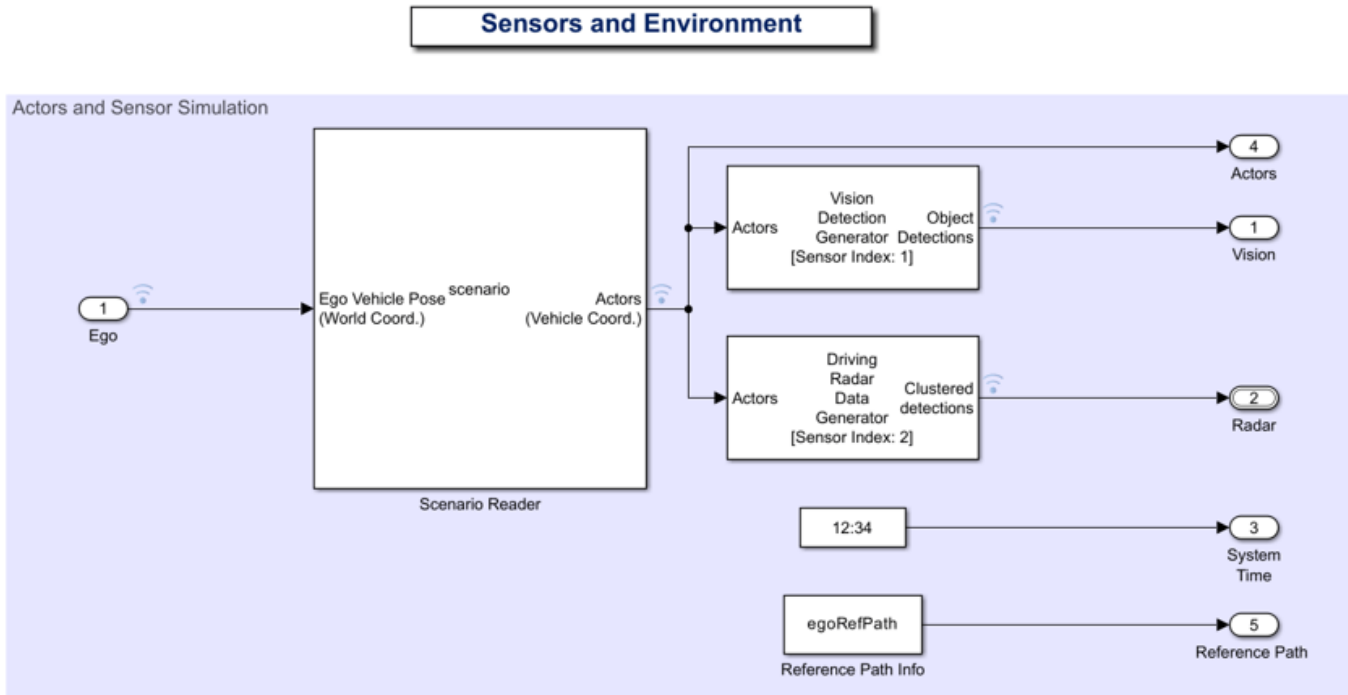 Sensors and Environment
Actors and Sensor Simulation
1
Ego
Ego Vehicle Pose
(World Coord.)
scenario
Actors
(Vehicle Coord.)
Scenario Reader
Actors
Vision
Detection
Generator
[Sensor Index: 1]
Object
Detections
Actors
Driving
Radar
Data
Generator
[Sensor Index: 2]
Clustered
detections
12:34
egoRefPath
Reference Path Info
4
Actors
1
Vision
2
Radar
3
System
Time
5
Reference Path